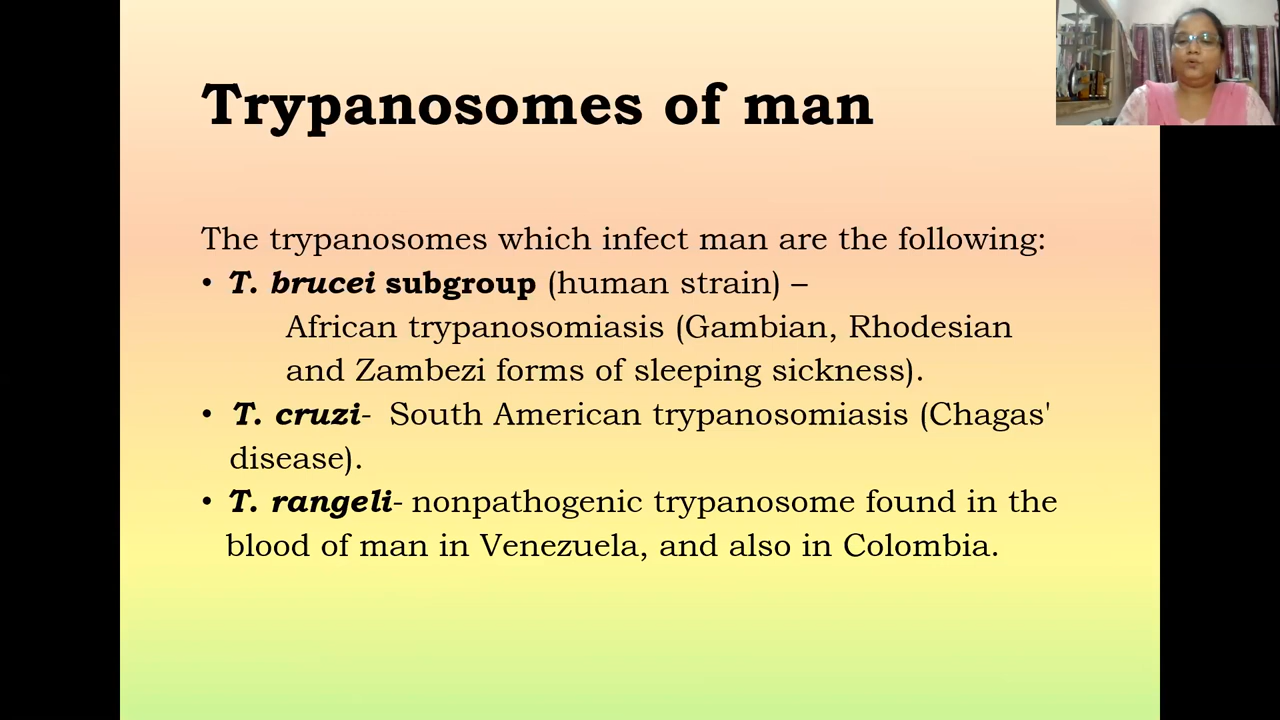 Trypanosomes of man
The trypanosomes which infect man are the following:
• T. brucei subgroup (human strain) –
African trypanosomiasis (Gambian, Rhodesian
and Zambezi forms of sleeping sickness).
• T. cruzi- South American trypanosomiasis (Chagas'
disease).
• T. rangeli- nonpathogenic trypanosome found in the
blood of man in Venezuela, and also in Colombia.